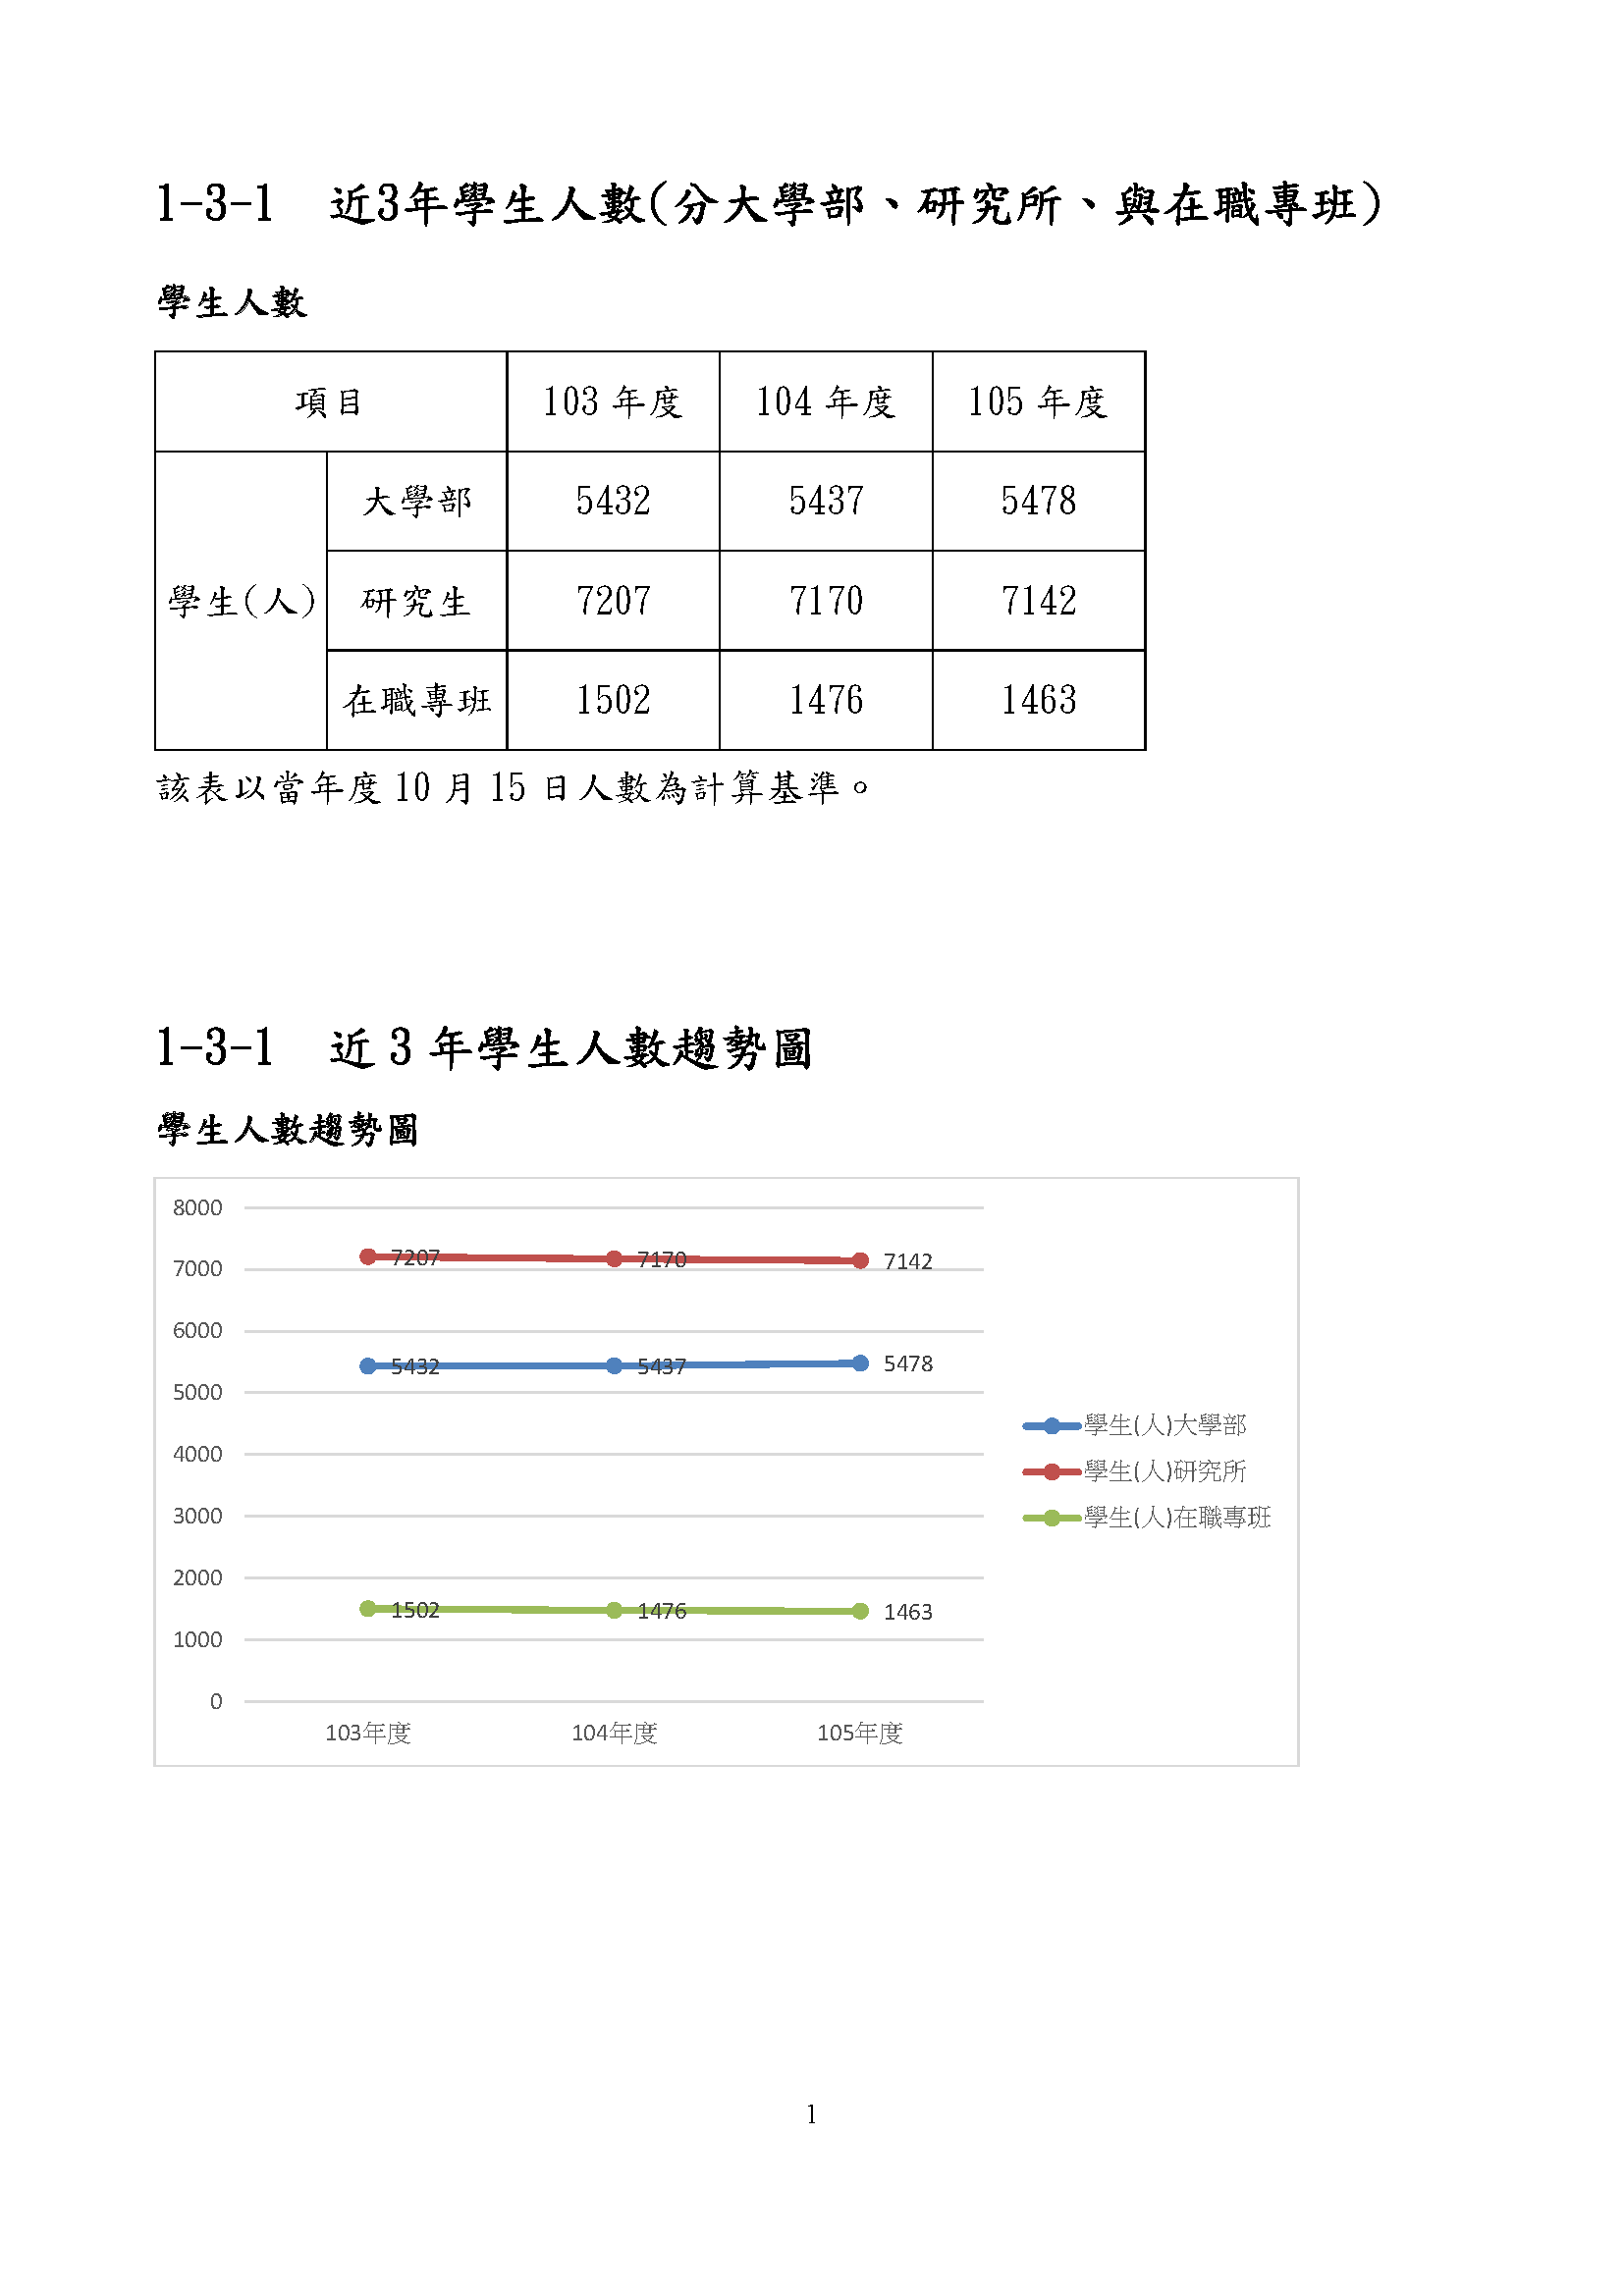 1-3-1 近3年學生人數(分大學部、研究所、與在職專班)
學生人數
項目 103 年度 104 年度 105 年度
大學部 5432 5437 5478
學生(人) 研究生 7207 7170 7142
在職專班 1502 1476 1463
該表以當年度 10 月 15 日人數為計算基準。
1-3-1 近 3 年學生人數趨勢圖
學生人數趨勢圖
8000
7207 7170 7142
7000
6000
5432 5437 5478
5000
學生(人)大學部
4000
學生(人)研究所
3000
學生(人)在職專班
2000
1502 1476 1463
1000
0
103年度 104年度 105年度
1